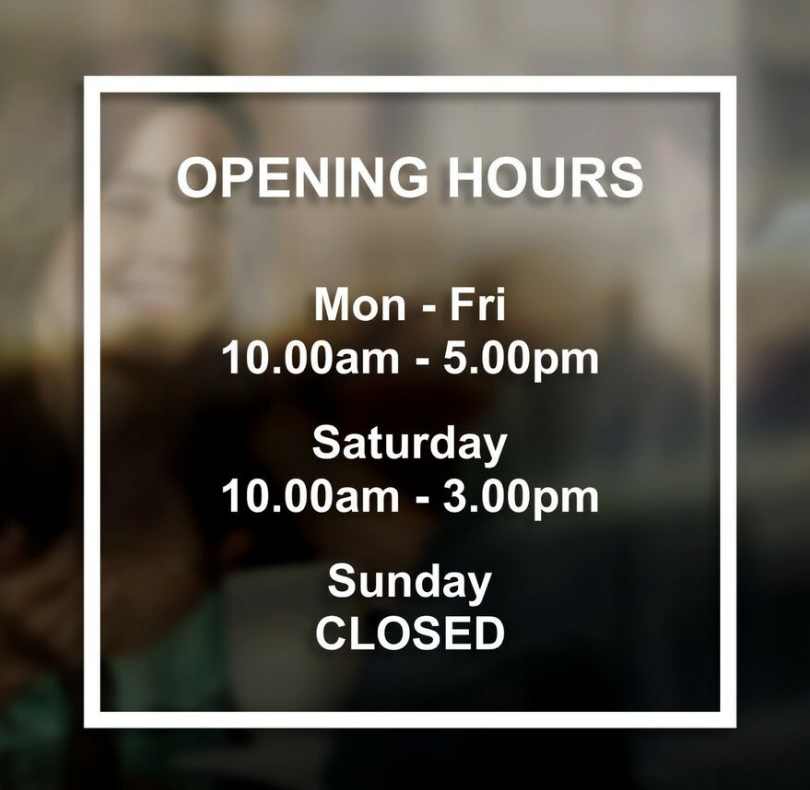 OPENING HOURS
Mon - Fri
10.00am - 5.00pm
Saturday
10.00am - 3.00pm
Sunday
CLOSED